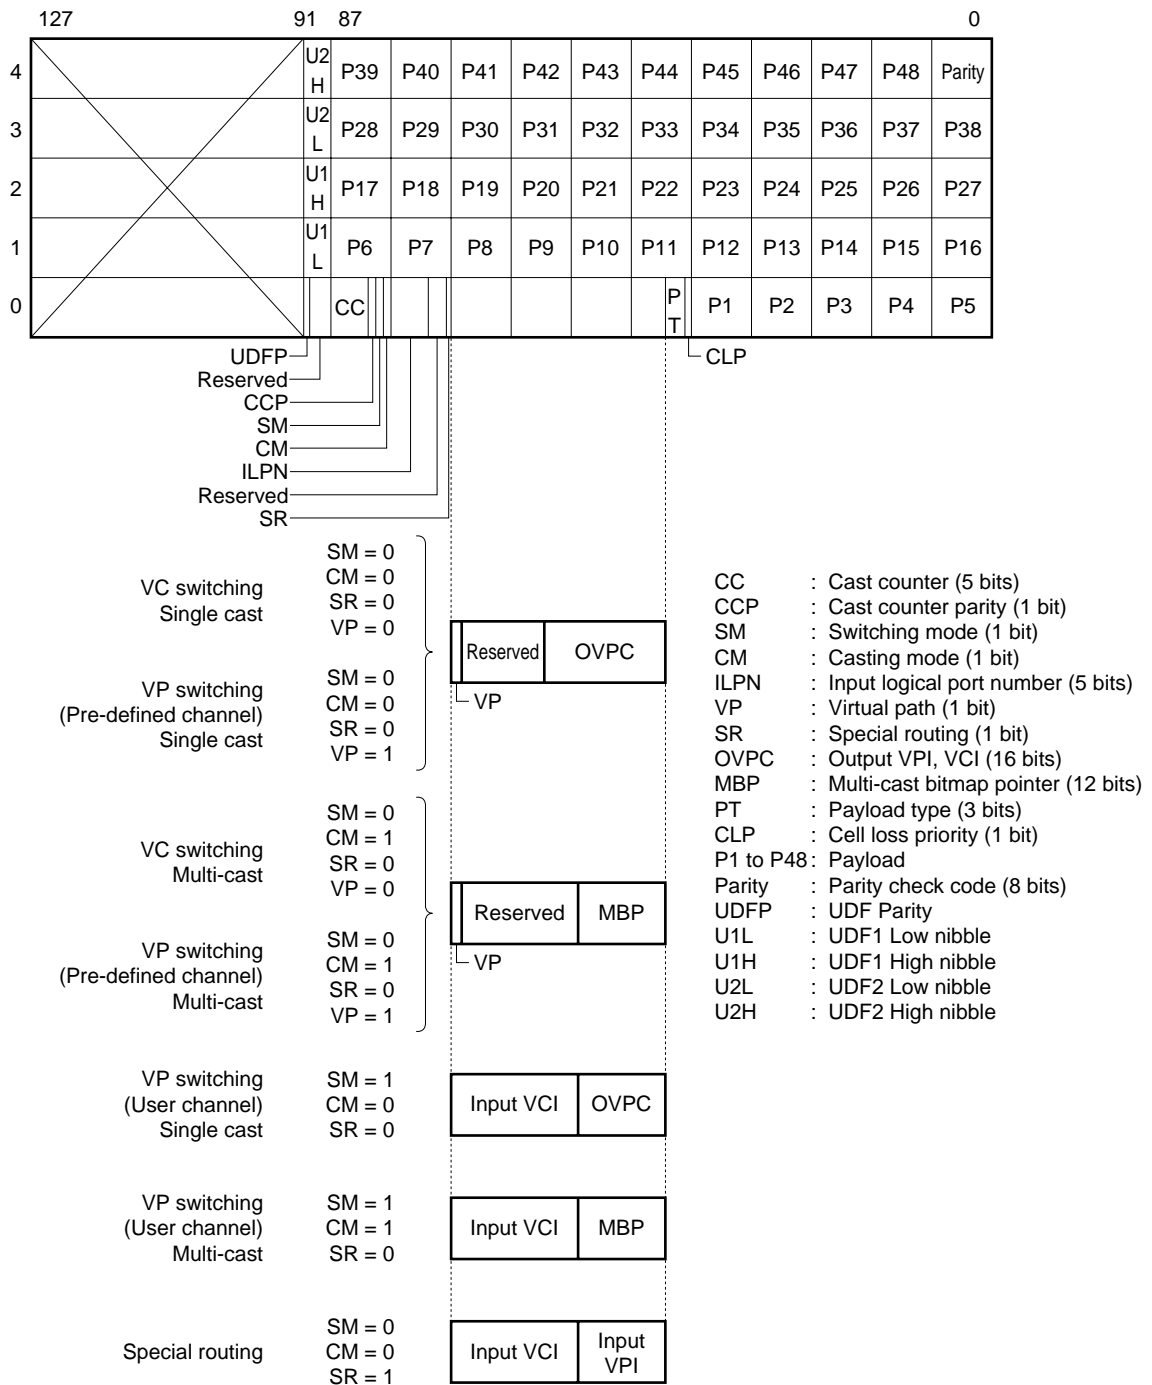 127 91 87 0
4 U2 H P39 P40 P41 P42 P43 P44 P45 P46 P47 P48 Parity
3 U2 L P28 P29 P30 P31 P32 P33 P34 P35 P36 P37 P38
2 U1 H P17 P18 P19 P20 P21 P22 P23 P24 P25 P26 P27
1 U1 L P6 P7 P8 P9 P10 P11 P12 P13 P14 P15 P16
0 CC PT P1 P2 P3 P4 P5
UDFP CLP
Reserved
CCP
SM
CM
ILPN
Reserved
SR
VC switching
Single cast
SM = 0
CM = 0
SR = 0
VP = 0
VP switching
(Pre-defined channel)
Single cast
SM = 0
CM = 0
SR = 0
VP = 1
Reserved OVPC
VP
VC switching
Multi-cast
SM = 0
CM = 1
SR = 0
VP = 0
VP switching
(Pre-defined channel)
Multi-cast
SM = 0
CM = 1
SR = 0
VP = 1
Reserved MBP
VP
VP switching
(User channel)
Single cast
SM = 1
CM = 0
SR = 0
Input VCI OVPC
VP switching
(User channel)
Multi-cast
SM = 1
CM = 1
SR = 0
Input VCI MBP
Special routing
SM = 0
CM = 0
SR = 1
Input VCI Input VPI
CC : Cast counter (5 bits)
CCP : Cast counter parity (1 bit)
SM : Switching mode (1 bit)
CM : Casting mode (1 bit)
ILPN : Input logical port number (5 bits)
VP : Virtual path (1 bit)
SR : Special routing (1 bit)
OVPC : Output VPI, VCI (16 bits)
MBP : Multi-cast bitmap pointer (12 bits)
PT : Payload type (3 bits)
CLP : Cell loss priority (1 bit)
P1 to P48 : Payload
Parity : Parity check code (8 bits)
UDFP : UDF Parity
U1L : UDF1 Low nibble
U1H : UDF1 High nibble
U2L : UDF2 Low nibble
U2H : UDF2 High nibble